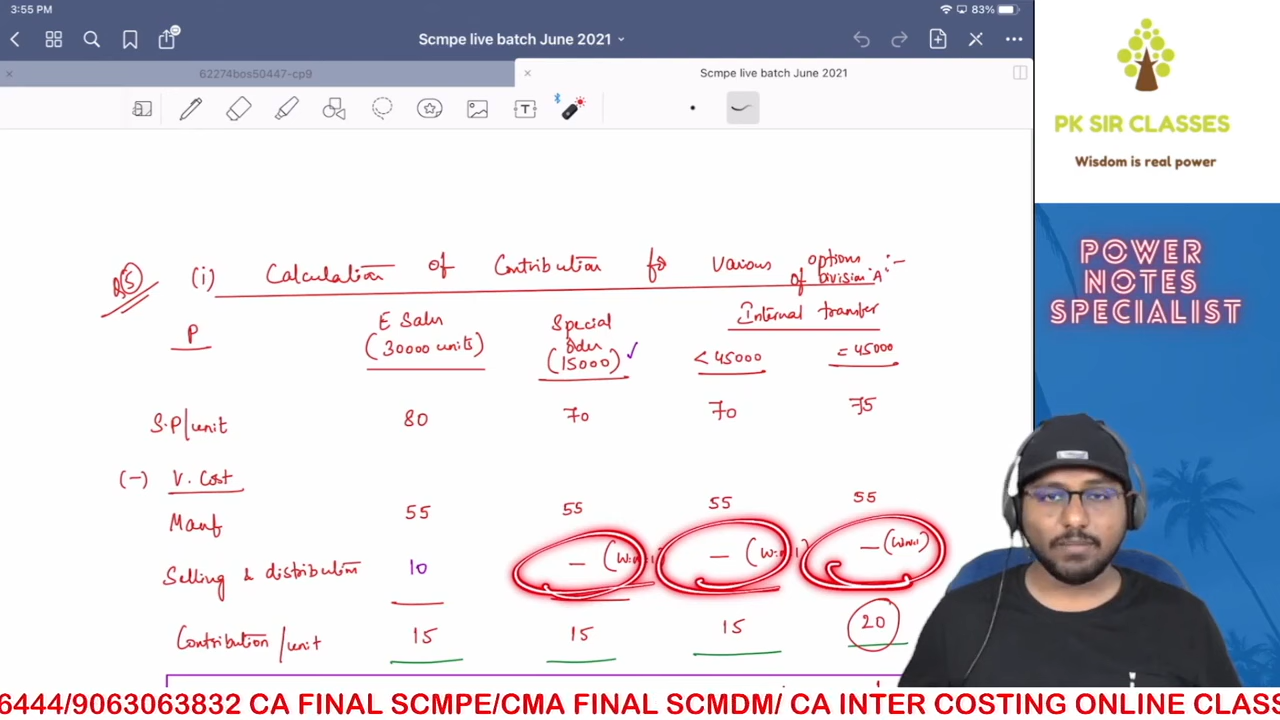 3:55 PM
83%
Scmpe live batch June 2021
62274bos50447-cp9
Scmpe live batch June 2021
T
PK SIR CLASSES
Wisdom is real power
POWER
NOTES
SPECIALIST
Q5 (i) Calculation of Contribution for Various options
of Division 'A' :-
P E Sales Special Internal transfer
(30000 units) order
(15000) ✓ < 45000 = 45000
S.P/unit 80 70 70 75
(-) V. Cost
Manf 55 55 55 55
Selling & distribution 10 - (W.n-1) - (W.n-1) - (W.n-1)
Contribution/unit 15 15 15 20
6444/9063063832 CA FINAL SCMPE/CMA FINAL SCMDM/ CA INTER COSTING ONLINE CLASS